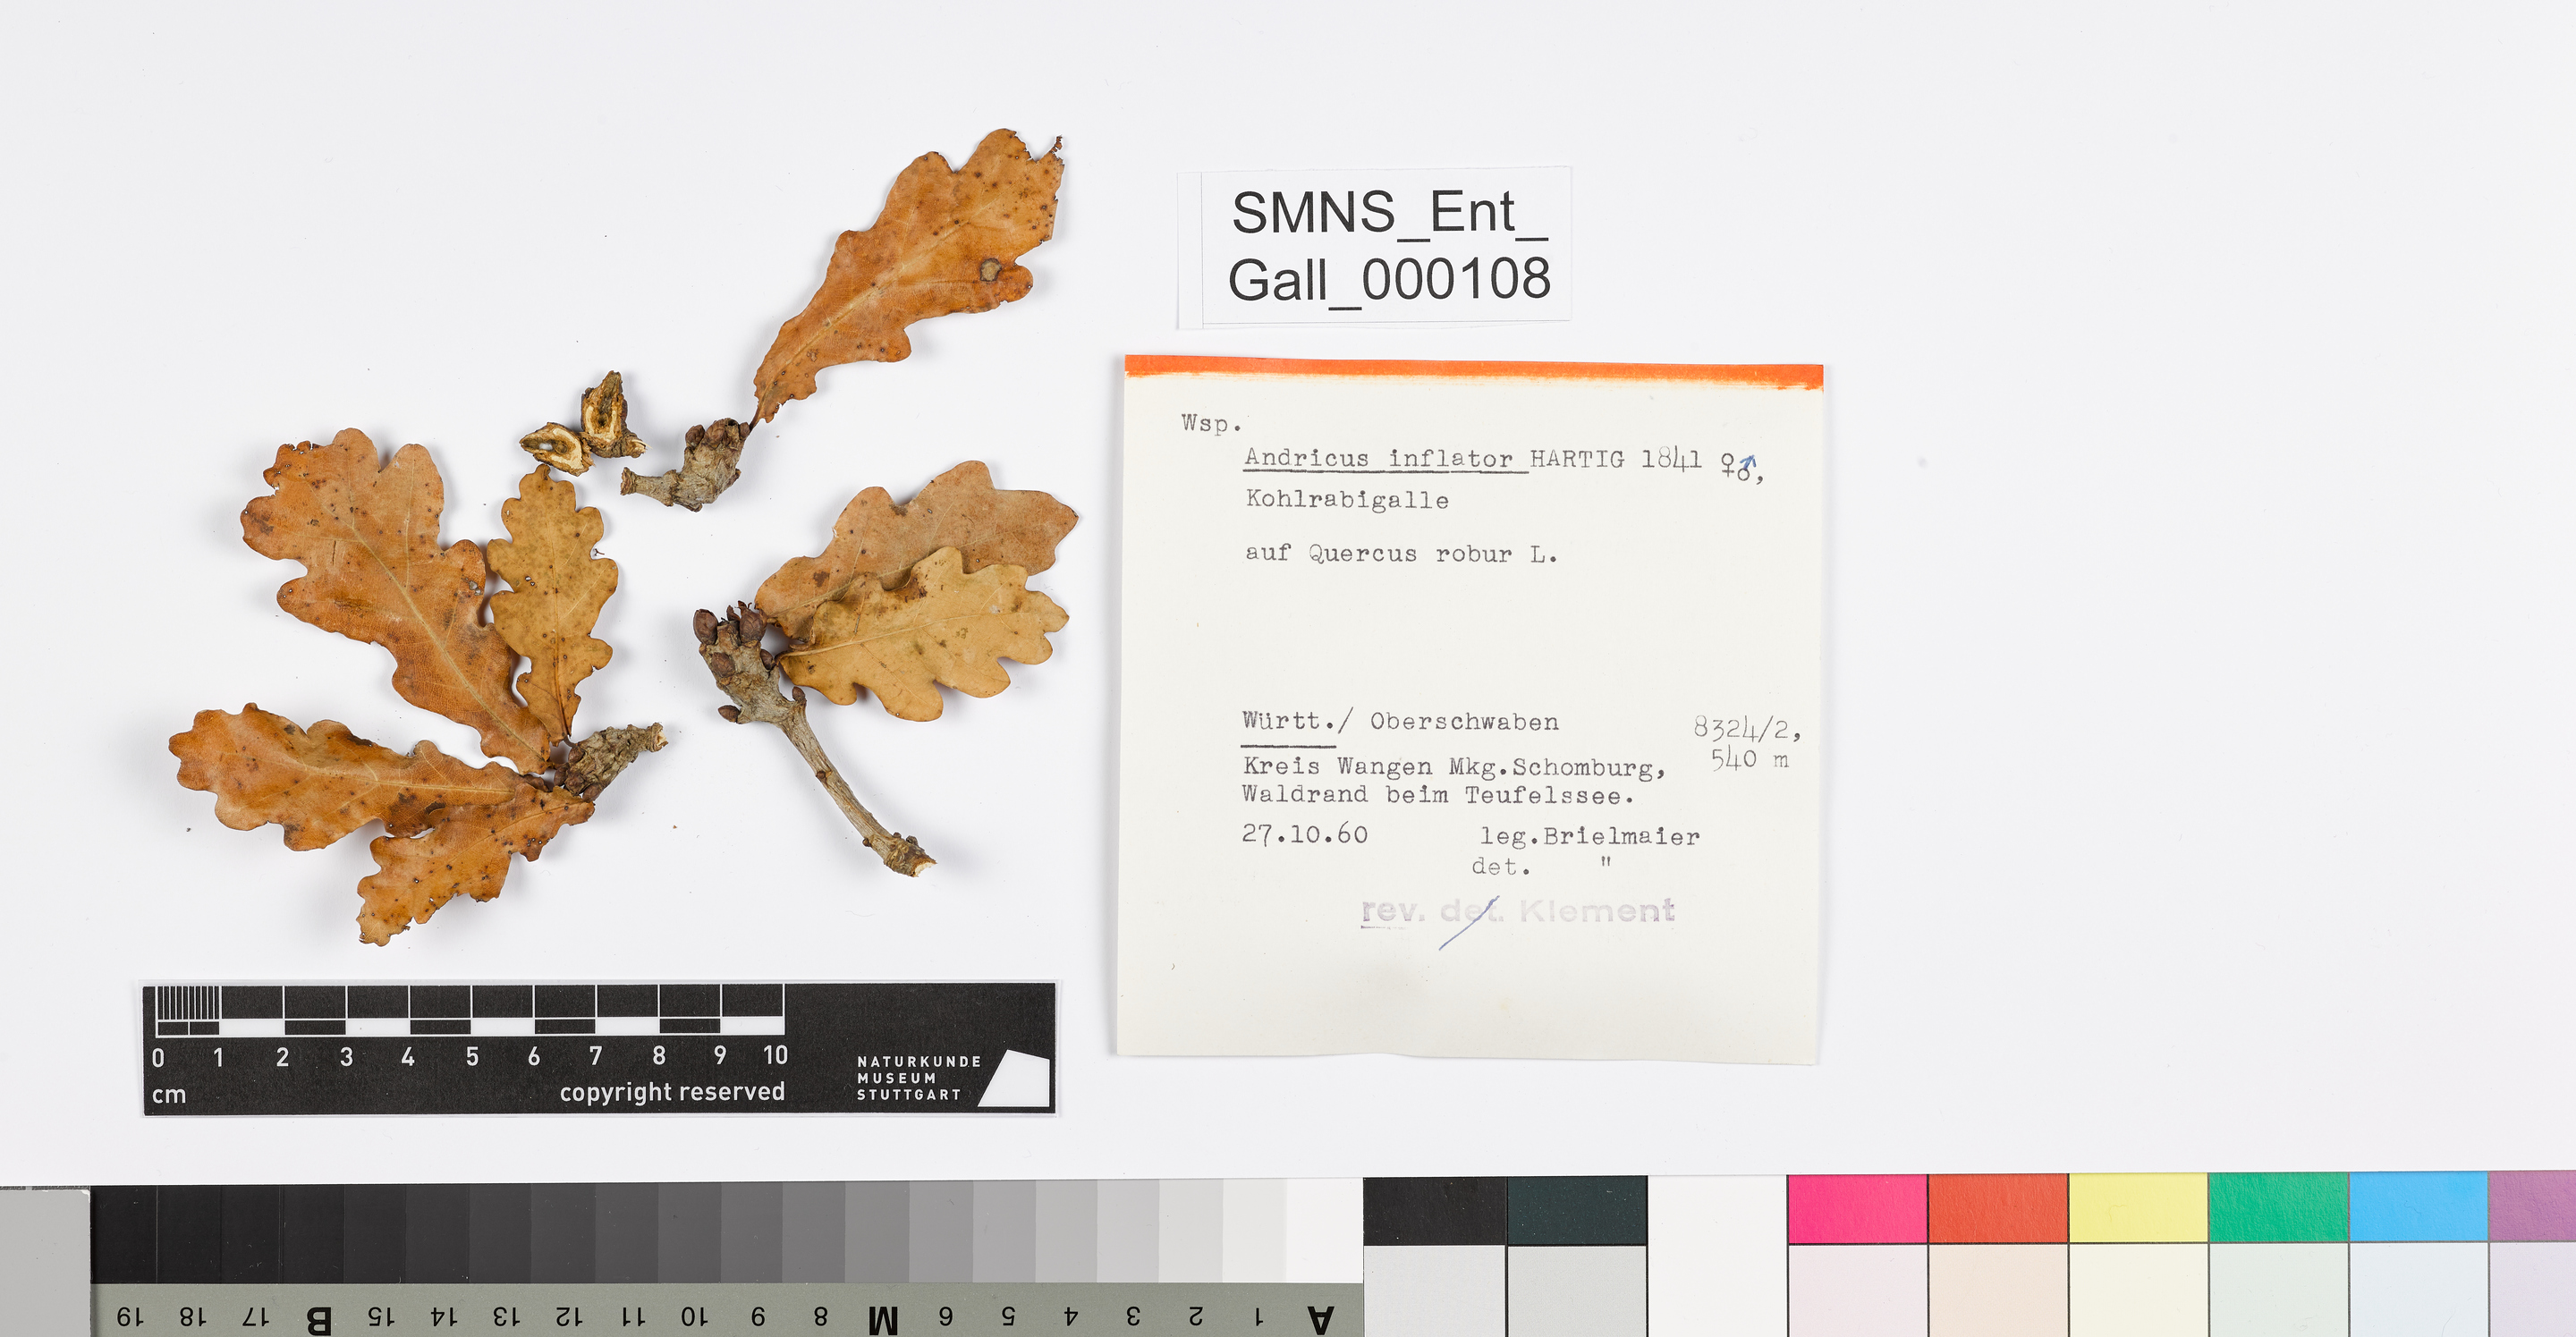 SMNS_Ent_
Gall_000108
Wsp.
Andricus inflator HARTIG 1841 ♀♂,
Kohlrabigalle
auf Quercus robur L.
Württ./ Oberschwaben 8324/2,
540 m
Kreis Wangen Mkg.Schomburg,
Waldrand beim Teufelssee.
27.10.60 leg.Brielmaier
det. "
rev. det. Klement
0 1 2 3 4 5 6 7 8 9 10
cm
copyright reserved
NATURKUNDE
MUSEUM
STUTTGART
19 18 17 B 15 14 13 12 11 10 9 8 M 6 5 4 3 2 1 A